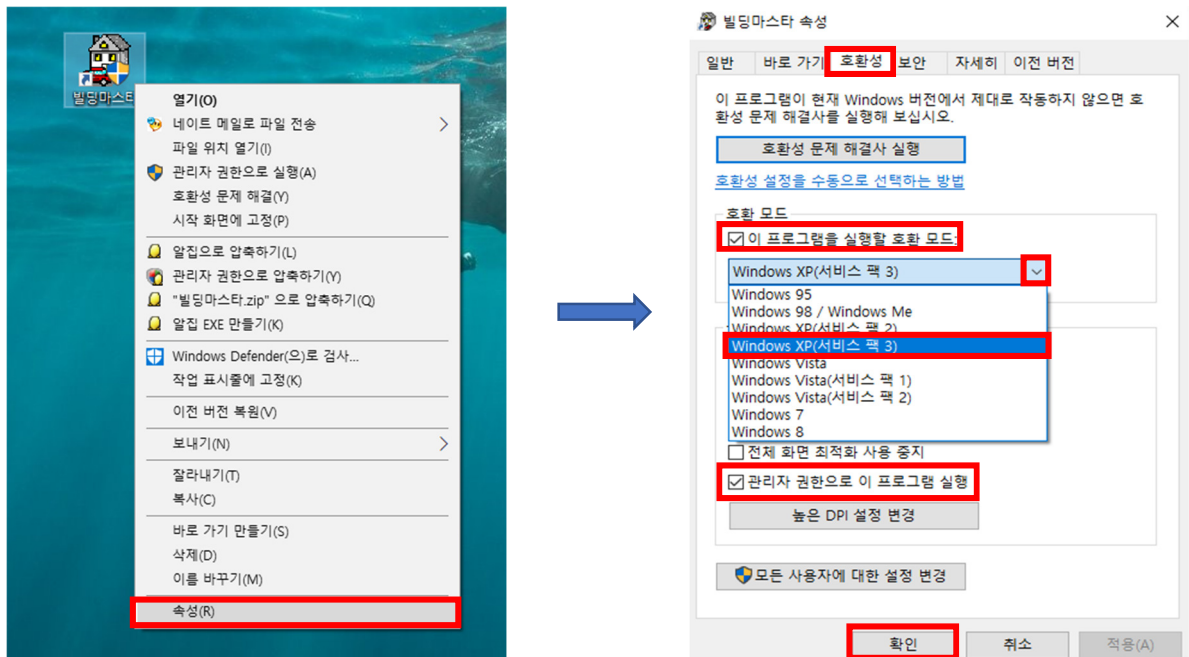 빌딩마스타
열기(O)
네이트 메일로 파일 전송
파일 위치 열기(I)
관리자 권한으로 실행(A)
호환성 문제 해결(Y)
시작 화면에 고정(P)
알집으로 압축하기(L)
관리자 권한으로 압축하기(Y)
"빌딩마스타.zip" 으로 압축하기(Q)
알집 EXE 만들기(K)
Windows Defender(으)로 검사...
작업 표시줄에 고정(K)
이전 버전 복원(V)
보내기(N)
잘라내기(T)
복사(C)
바로 가기 만들기(S)
삭제(D)
이름 바꾸기(M)
속성(R)
빌딩마스타 속성
일반 바로 가기 호환성 보안 자세히 이전 버전
이 프로그램이 현재 Windows 버전에서 제대로 작동하지 않으면 호
환성 문제 해결사를 실행해 보십시오.
호환성 문제 해결사 실행
호환성 설정을 수동으로 선택하는 방법
호환 모드
이 프로그램을 실행할 호환 모드:
Windows XP(서비스 팩 3)
Windows 95
Windows 98 / Windows Me
Windows XP(서비스 팩 2)
Windows XP(서비스 팩 3)
Windows Vista
Windows Vista(서비스 팩 1)
Windows Vista(서비스 팩 2)
Windows 7
Windows 8
전체 화면 최적화 사용 중지
관리자 권한으로 이 프로그램 실행
높은 DPI 설정 변경
모든 사용자에 대한 설정 변경
확인 취소 적용(A)